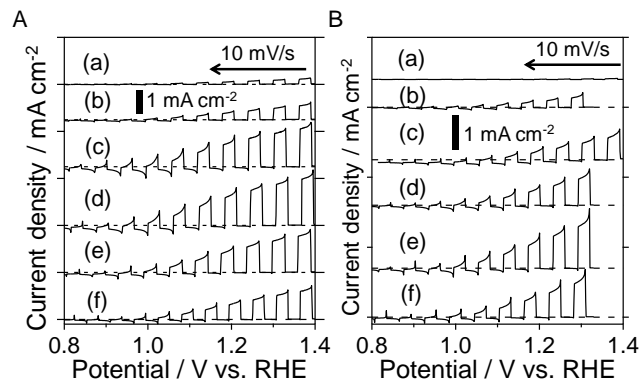 A
B
Current density / mA cm-2
10 mV/s
(a)
(b)
1 mA cm-2
(c)
(d)
(e)
(f)
0.8 1.0 1.2 1.4
Potential / V vs. RHE
Current density / mA cm-2
10 mV/s
(a)
(b)
(c)
1 mA cm-2
(d)
(e)
(f)
0.8 1.0 1.2 1.4
Potential / V vs. RHE